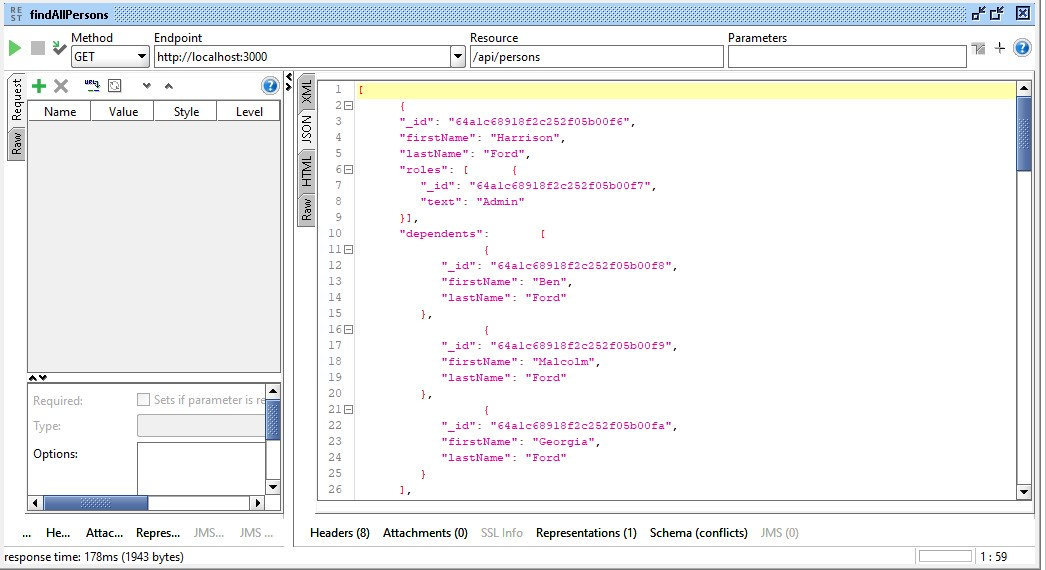 RE ST findAllPersons
Method Endpoint Resource Parameters
GET http://localhost:3000 /api/persons
Request
Raw
Name Value Style Level
Required: Sets if parameter is re
Type:
Options:
... He... Attac... Repres... JMS... JMS ...
XML
JSON
HTML
Raw
1 [
2 {
3 "_id": "64a1c68918f2c252f05b00f6",
4 "firstName": "Harrison",
5 "lastName": "Ford",
6 "roles": [ {
7 "_id": "64a1c68918f2c252f05b00f7",
8 "text": "Admin"
9 }],
10 "dependents": [
11 {
12 "_id": "64a1c68918f2c252f05b00f8",
13 "firstName": "Ben",
14 "lastName": "Ford"
15 },
16 {
17 "_id": "64a1c68918f2c252f05b00f9",
18 "firstName": "Malcolm",
19 "lastName": "Ford"
20 },
21 {
22 "_id": "64a1c68918f2c252f05b00fa",
23 "firstName": "Georgia",
24 "lastName": "Ford"
25 }
26 ],
Headers (8) Attachments (0) SSL Info Representations (1) Schema (conflicts) JMS (0)
response time: 178ms (1943 bytes)
1 : 59